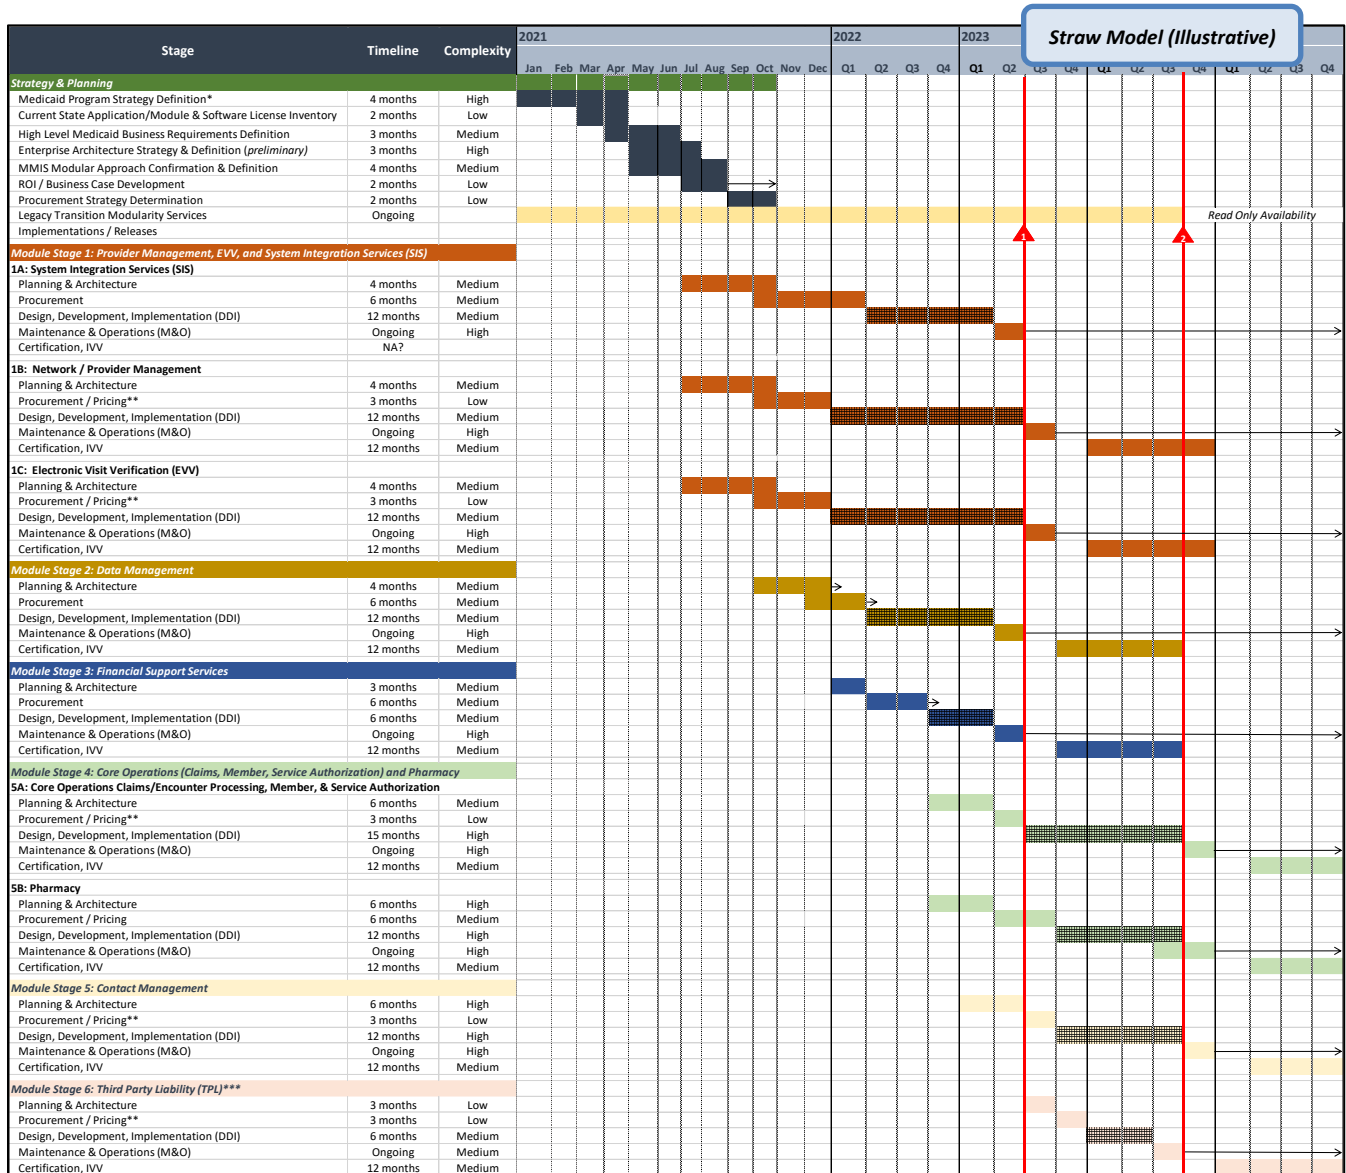 Straw Model (Illustrative)
Stage Timeline Complexity 2021 2022 2023
Jan Feb Mar Apr May Jun Jul Aug Sep Oct Nov Dec Q1 Q2 Q3 Q4 Q1 Q2 Q3 Q4 Q1 Q2 Q3 Q4 Q1 Q2 Q3 Q4
Strategy & Planning
Medicaid Program Strategy Definition* 4 months High
Current State Application/Module & Software License Inventory 2 months Low
High Level Medicaid Business Requirements Definition 3 months Medium
Enterprise Architecture Strategy & Definition (preliminary) 3 months High
MMIS Modular Approach Confirmation & Definition 4 months Medium
ROI / Business Case Development 2 months Low
Procurement Strategy Determination 2 months Low
Legacy Transition Modularity Services Ongoing Read Only Availability
Implementations / Releases 1 2
Module Stage 1: Provider Management, EVV, and System Integration Services (SIS)
1A: System Integration Services (SIS)
Planning & Architecture 4 months Medium
Procurement 6 months Medium
Design, Development, Implementation (DDI) 12 months Medium
Maintenance & Operations (M&O) Ongoing High
Certification, IVV NA?
1B: Network / Provider Management
Planning & Architecture 4 months Medium
Procurement / Pricing** 3 months Low
Design, Development, Implementation (DDI) 12 months Medium
Maintenance & Operations (M&O) Ongoing High
Certification, IVV 12 months Medium
1C: Electronic Visit Verification (EVV)
Planning & Architecture 4 months Medium
Procurement / Pricing** 3 months Low
Design, Development, Implementation (DDI) 12 months Medium
Maintenance & Operations (M&O) Ongoing High
Certification, IVV 12 months Medium
Module Stage 2: Data Management
Planning & Architecture 4 months Medium
Procurement 6 months Medium
Design, Development, Implementation (DDI) 12 months Medium
Maintenance & Operations (M&O) Ongoing High
Certification, IVV 12 months Medium
Module Stage 3: Financial Support Services
Planning & Architecture 3 months Medium
Procurement 6 months Medium
Design, Development, Implementation (DDI) 6 months Medium
Maintenance & Operations (M&O) Ongoing High
Certification, IVV 12 months Medium
Module Stage 4: Core Operations (Claims, Member, Service Authorization) and Pharmacy
5A: Core Operations Claims/Encounter Processing, Member, & Service Authorization
Planning & Architecture 6 months Medium
Procurement / Pricing** 3 months Low
Design, Development, Implementation (DDI) 15 months High
Maintenance & Operations (M&O) Ongoing High
Certification, IVV 12 months Medium
5B: Pharmacy
Planning & Architecture 6 months High
Procurement / Pricing 6 months Medium
Design, Development, Implementation (DDI) 12 months High
Maintenance & Operations (M&O) Ongoing High
Certification, IVV 12 months Medium
Module Stage 5: Contact Management
Planning & Architecture 6 months High
Procurement / Pricing** 3 months Low
Design, Development, Implementation (DDI) 12 months High
Maintenance & Operations (M&O) Ongoing High
Certification, IVV 12 months Medium
Module Stage 6: Third Party Liability (TPL)***
Planning & Architecture 3 months Low
Procurement / Pricing** 3 months Low
Design, Development, Implementation (DDI) 6 months Medium
Maintenance & Operations (M&O) Ongoing Medium
Certification, IVV 12 months Medium